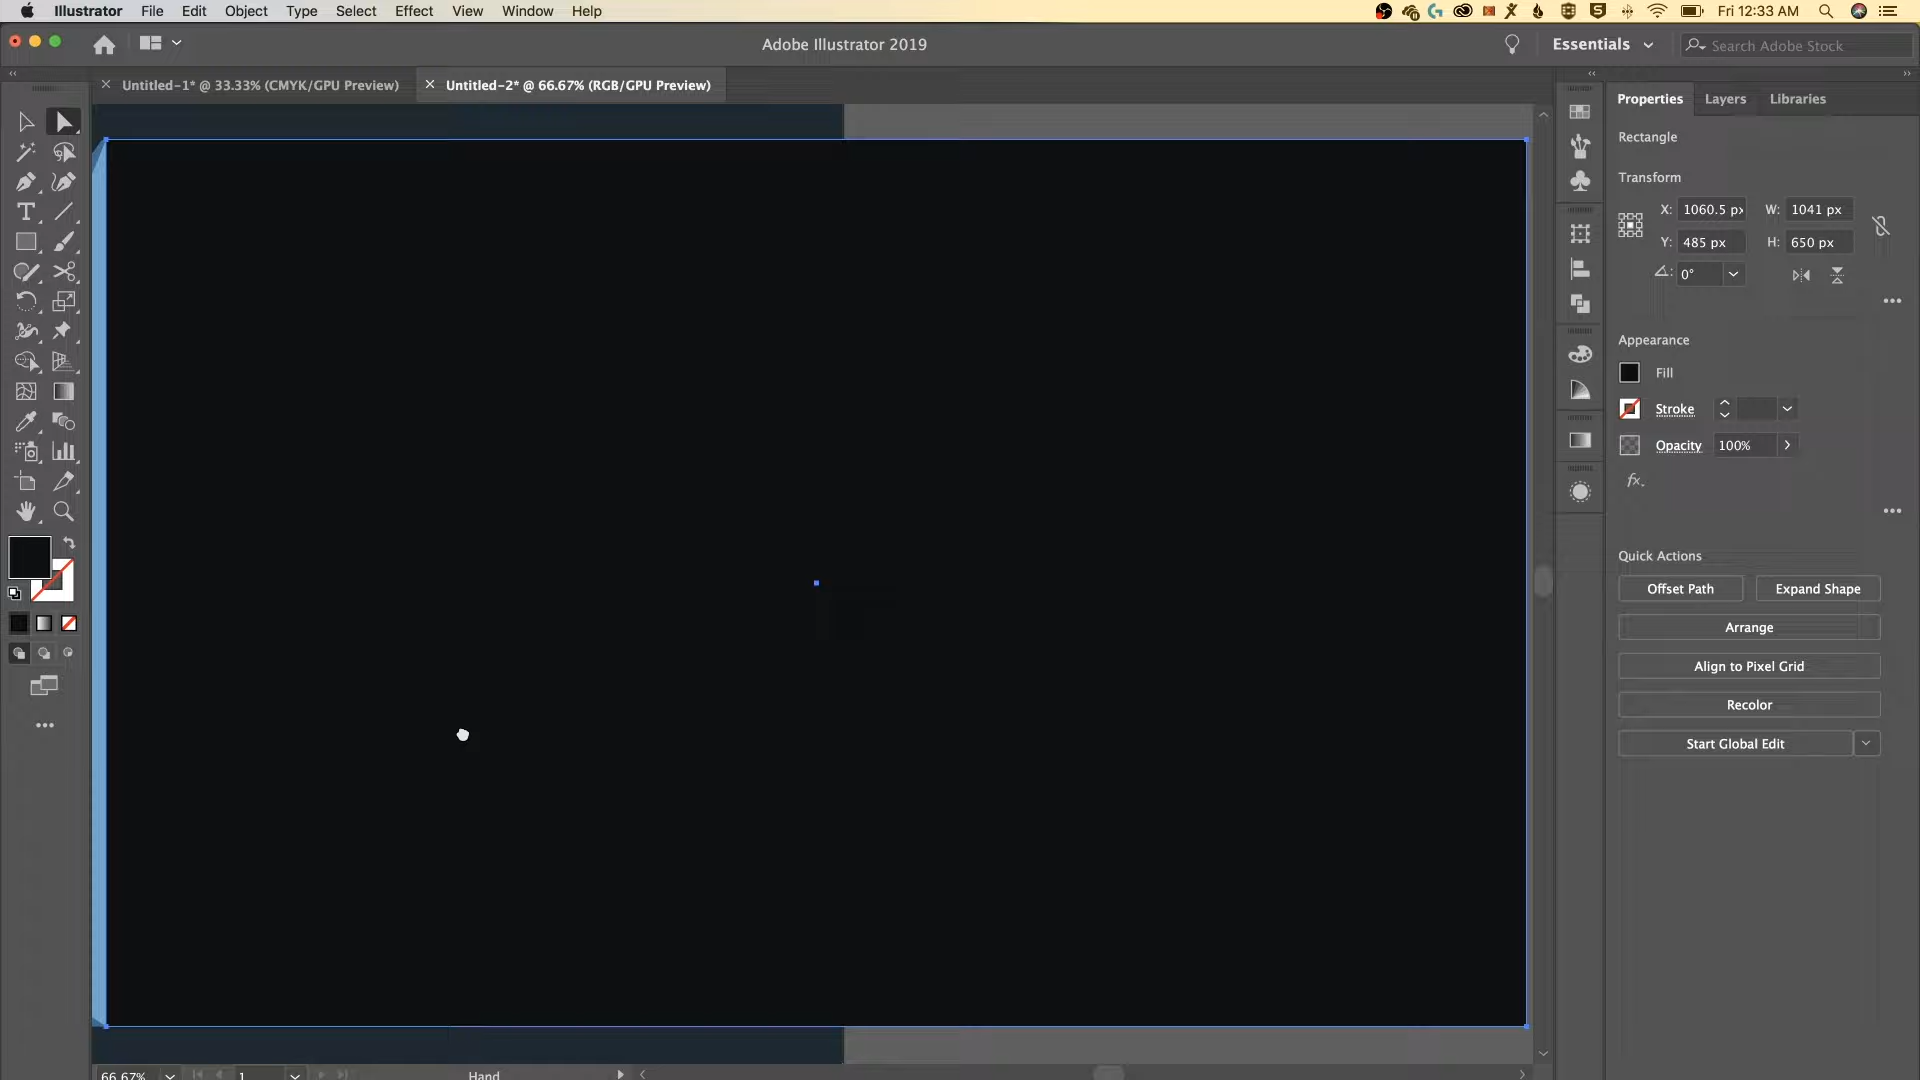 Illustrator File Edit Object Type Select Effect View Window Help
Fri 12:33 AM
Adobe Illustrator 2019
Essentials
Search Adobe Stock
Untitled-1* @ 33.33% (CMYK/GPU Preview)
Untitled-2* @ 66.67% (RGB/GPU Preview)
Properties Layers Libraries
Rectangle
Transform
X: 1060.5 px W: 1041 px
Y: 485 px H: 650 px
0°
Appearance
Fill
Stroke
Opacity 100%
fx.
Quick Actions
Offset Path Expand Shape
Arrange
Align to Pixel Grid
Recolor
Start Global Edit
66.67% 1 Hand